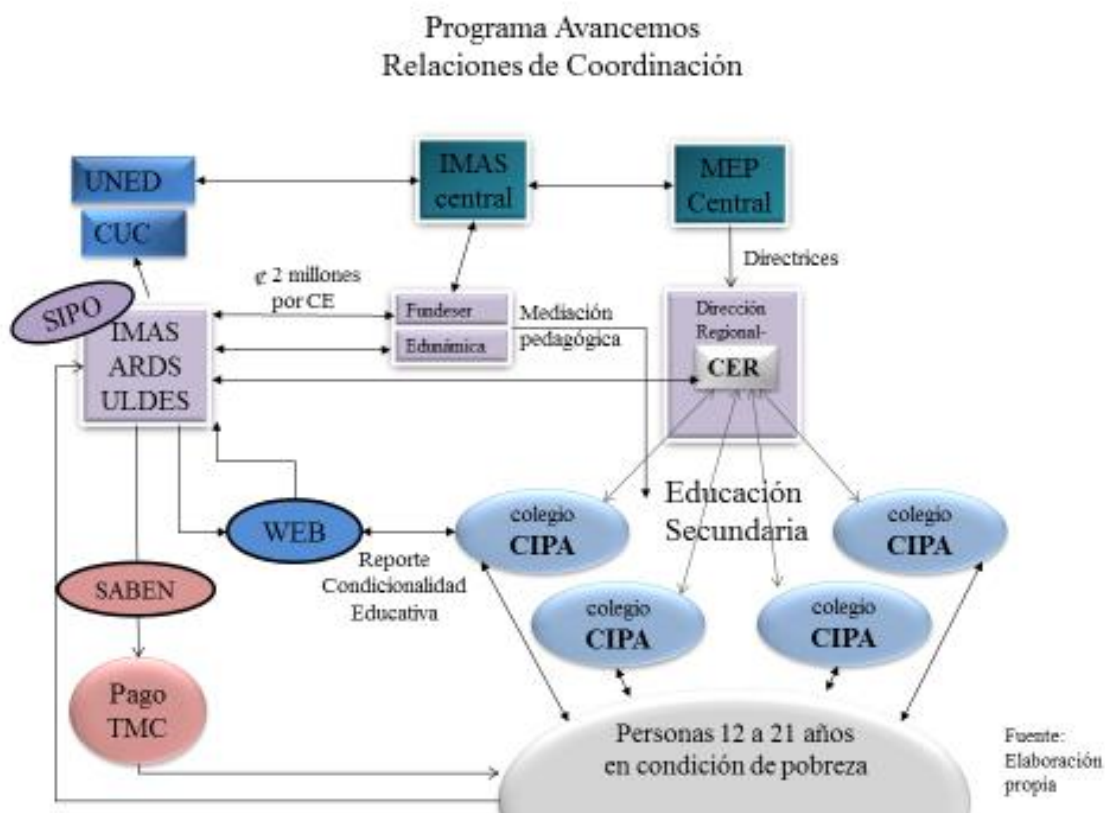 Programa Avancemos
Relaciones de Coordinación
UNED
IMAS
central
MEP
Central
CUC
Directrices
SIPO
₡ 2 millones
por CE
IMAS
ARDS
ULDES
Fundeser
Edunámica
Mediación
pedagógica
Dirección
Regional-
CER
Educación
Secundaria
WEB
colegio
CIPA
colegio
CIPA
Reporte
Condicionalidad
Educativa
SABEN
colegio
CIPA
colegio
CIPA
Pago
TMC
Personas 12 a 21 años
en condición de pobreza
Fuente:
Elaboración
propia